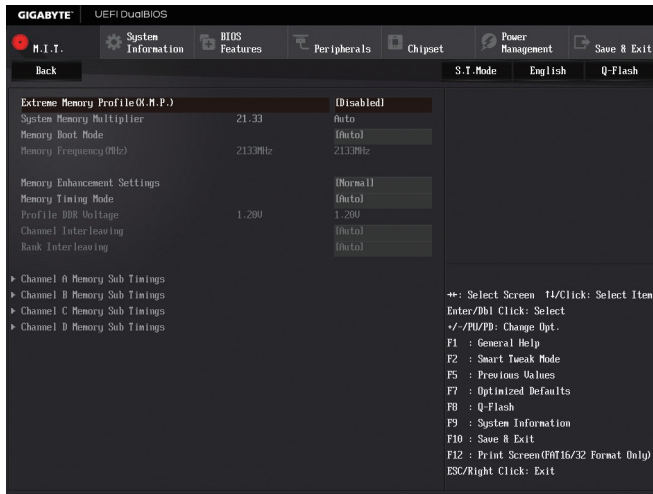 GIGABYTE™ UEFI DualBIOS
M.I.T. System Information BIOS Features Peripherals Chipset Power Management Save & Exit
Back S.T.Mode English Q-Flash
Extreme Memory Profile(X.M.P.) [Disabled]
System Memory Multiplier 21.33 Auto
Memory Boot Mode [Auto]
Memory Frequency(MHz) 2133MHz 2133MHz
Memory Enhancement Settings [Normal]
Memory Timing Mode [Auto]
Profile DDR Voltage 1.20V 1.20V
Channel Interleaving [Auto]
Rank Interleaving [Auto]
Channel A Memory Sub Timings
Channel B Memory Sub Timings
Channel C Memory Sub Timings
Channel D Memory Sub Timings
→←: Select Screen ↑↓/Click: Select Item
Enter/Dbl Click: Select
+/-/PU/PD: Change Opt.
F1 : General Help
F2 : Smart Tweak Mode
F5 : Previous Values
F7 : Optimized Defaults
F8 : Q-Flash
F9 : System Information
F10 : Save & Exit
F12 : Print Screen(FAT16/32 Format Only)
ESC/Right Click: Exit